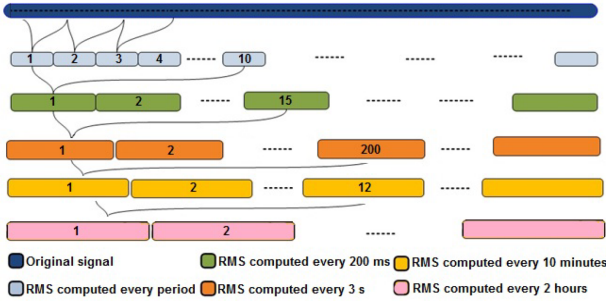 1 2 3 4 ------ 10 ------ ------ ------
1 2 ------ 15 ------ ------
1 2 ------ 200 ------
1 2 ------ 12 ------
1 2 ------
Original signal RMS computed every 200 ms RMS computed every 10 minutes
RMS computed every period RMS computed every 3 s RMS computed every 2 hours